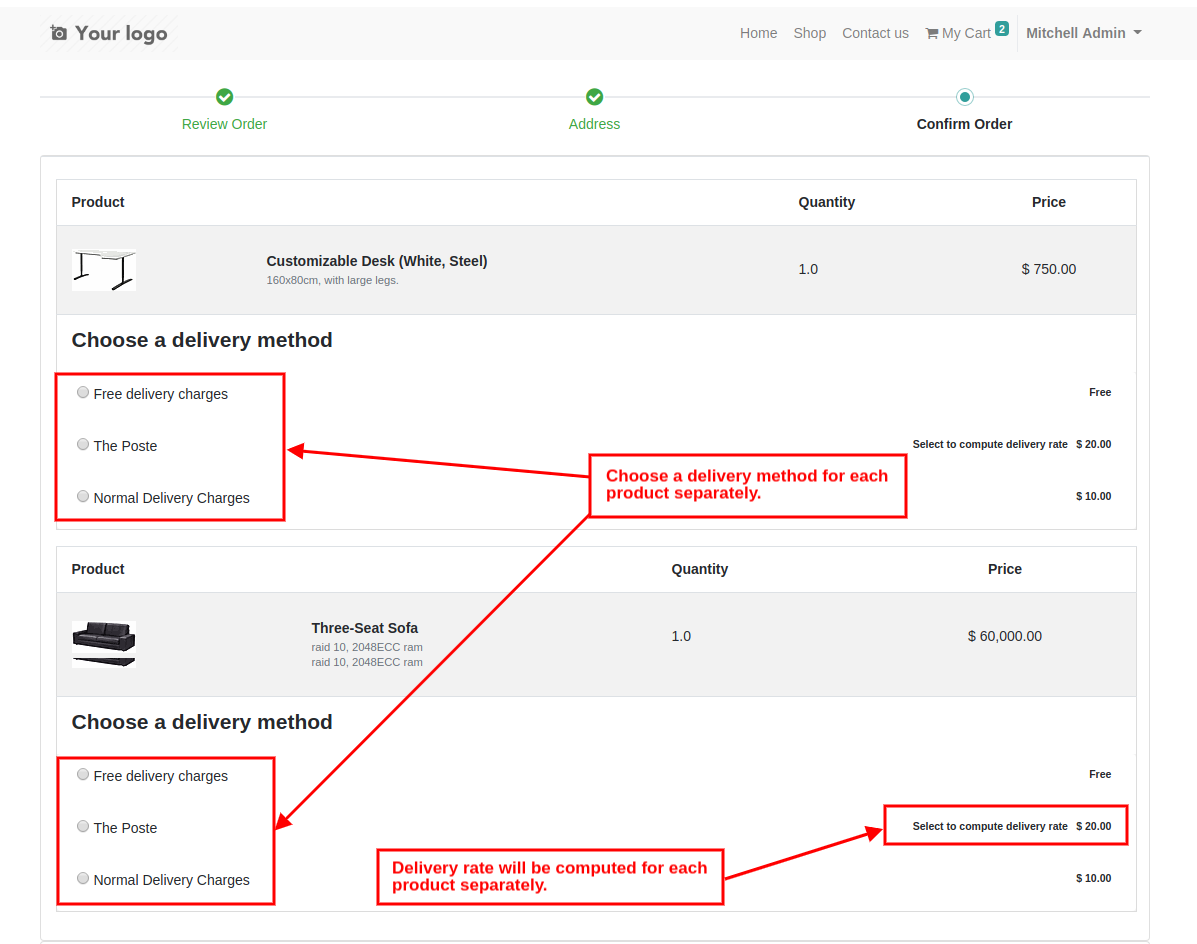 Your logo
Home Shop Contact us My Cart 2 Mitchell Admin
Review Order Address Confirm Order
Product Quantity Price
Customizable Desk (White, Steel)
160x80cm, with large legs.
1.0 $ 750.00
Choose a delivery method
Free delivery charges Free
The Poste Select to compute delivery rate $ 20.00
Normal Delivery Charges $ 10.00
Choose a delivery method for each
product separately.
Product Quantity Price
Three-Seat Sofa
raid 10, 2048ECC ram
raid 10, 2048ECC ram
1.0 $ 60,000.00
Choose a delivery method
Free delivery charges Free
The Poste Select to compute delivery rate $ 20.00
Normal Delivery Charges $ 10.00
Delivery rate will be computed for each
product separately.